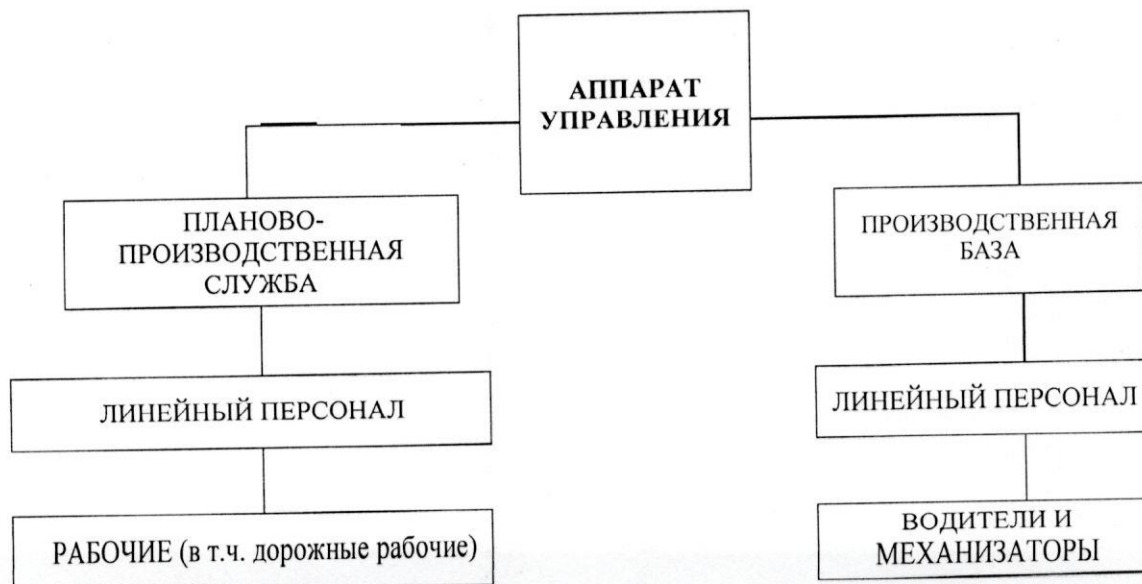 АППАРАТ
УПРАВЛЕНИЯ
ПЛАНОВО-
ПРОИЗВОДСТВЕННАЯ
СЛУЖБА
ПРОИЗВОДСТВЕННАЯ
БАЗА
ЛИНЕЙНЫЙ ПЕРСОНАЛ
ЛИНЕЙНЫЙ ПЕРСОНАЛ
РАБОЧИЕ (в т.ч. дорожные рабочие)
ВОДИТЕЛИ И
МЕХАНИЗАТОРЫ